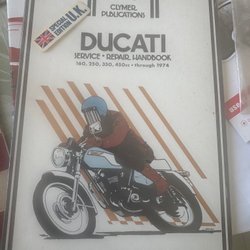 CLYMER
PUBLICATIONS
SPECIAL
EDITION U.K.
DUCATI
SERVICE • REPAIR HANDBOOK
160, 250, 350, 450cc • through 1974